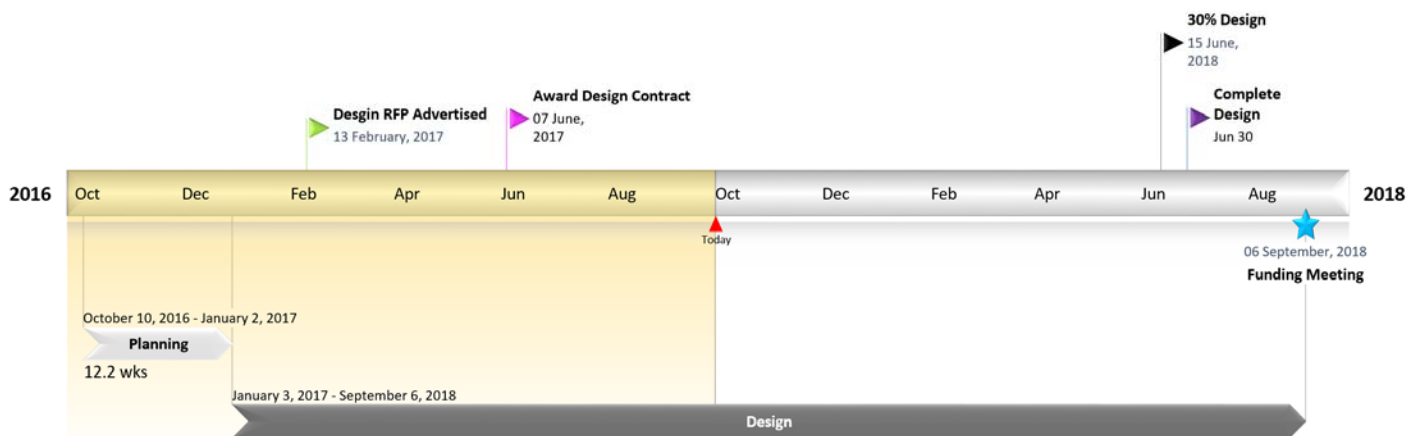 30% Design
15 June,
2018
Desgin RFP Advertised
13 February, 2017
Award Design Contract
07 June,
2017
Complete
Design
Jun 30
2016 Oct Dec Feb Apr Jun Aug Oct Dec Feb Apr Jun Aug 2018
Today
06 September, 2018
Funding Meeting
October 10, 2016 - January 2, 2017
Planning
12.2 wks
January 3, 2017 - September 6, 2018
Design